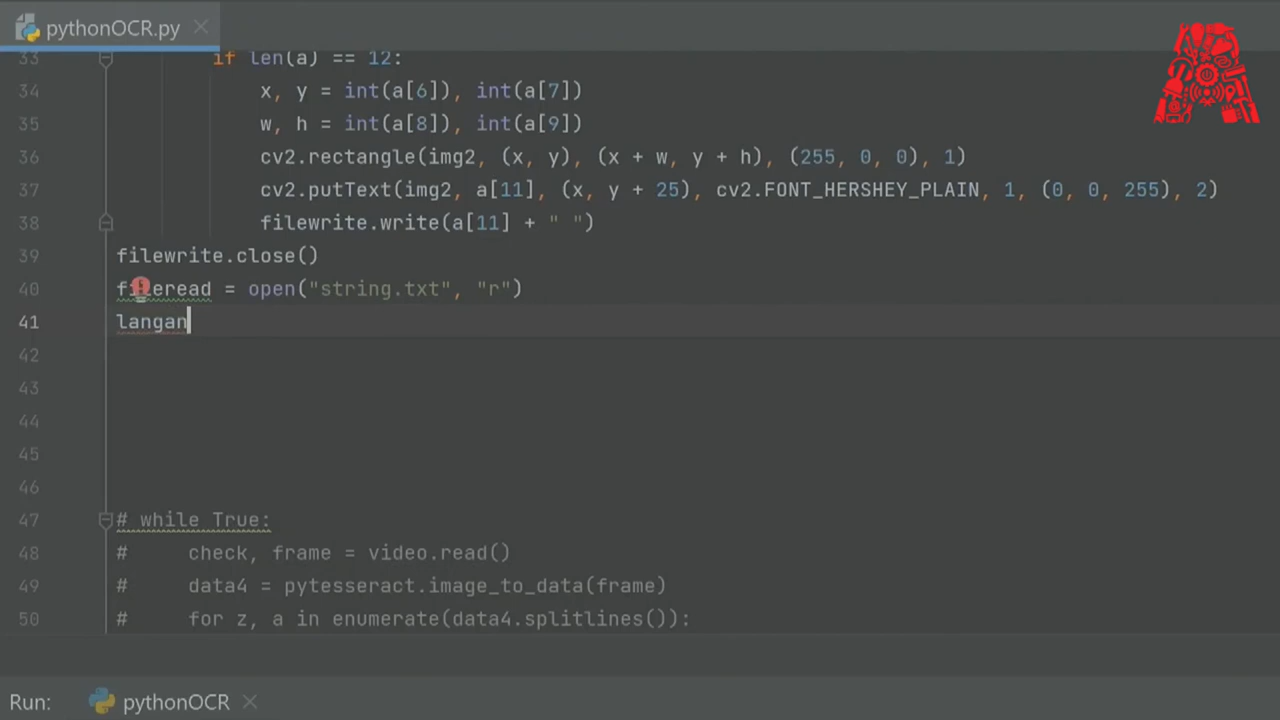 pythonOCR.py
33 if len(a) == 12:
34 x, y = int(a[6]), int(a[7])
35 w, h = int(a[8]), int(a[9])
36 cv2.rectangle(img2, (x, y), (x + w, y + h), (255, 0, 0), 1)
37 cv2.putText(img2, a[11], (x, y + 25), cv2.FONT_HERSHEY_PLAIN, 1, (0, 0, 255), 2)
38 filewrite.write(a[11] + " ")
39 filewrite.close()
40 fileread = open("string.txt", "r")
41 langan
42
43
44
45
46
47 # while True:
48 # check, frame = video.read()
49 # data4 = pytesseract.image_to_data(frame)
50 # for z, a in enumerate(data4.splitlines()):
Run: pythonOCR